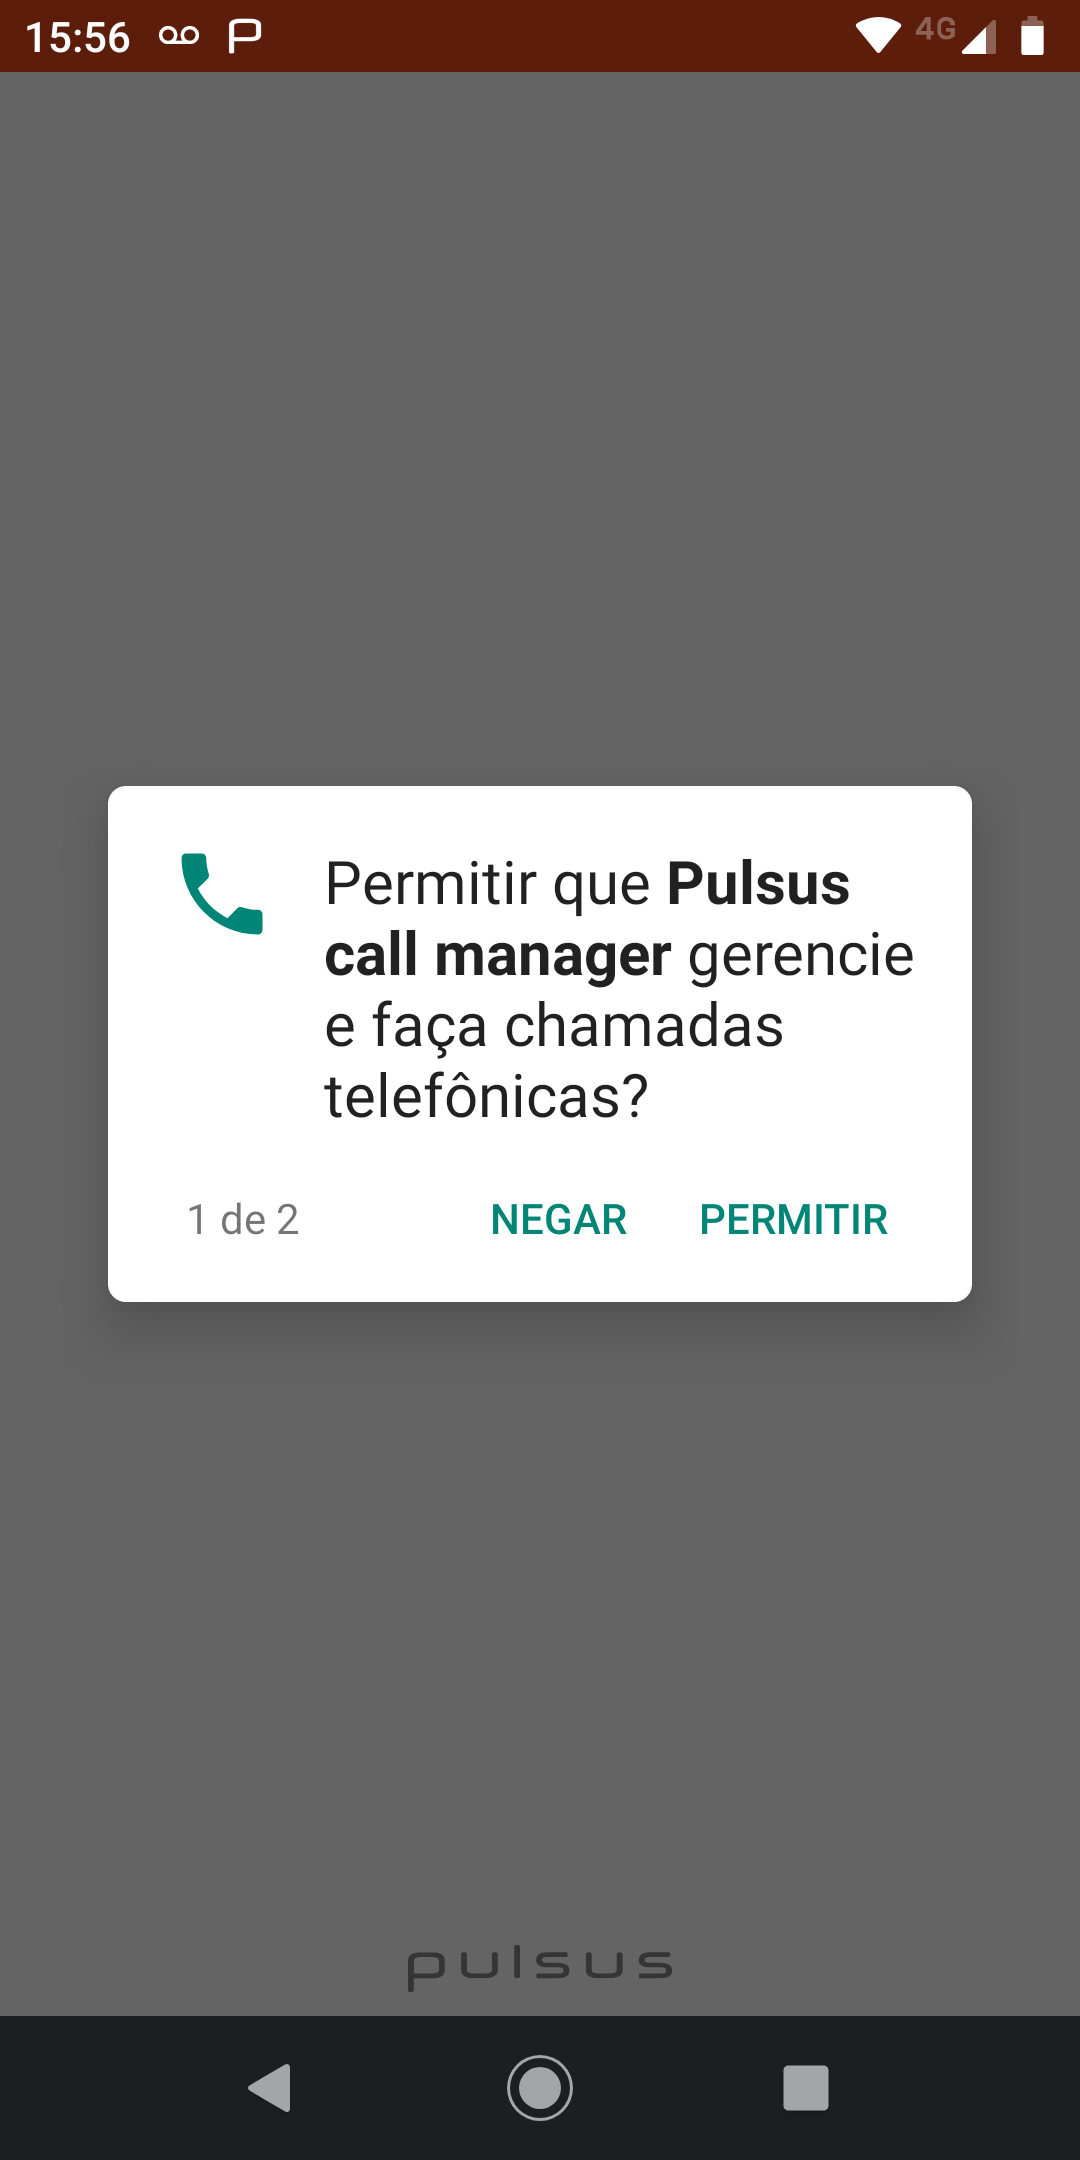 15:56
4G
Permitir que Pulsus
call manager gerencie
e faça chamadas
telefônicas?
1 de 2 NEGAR PERMITIR
pulsus